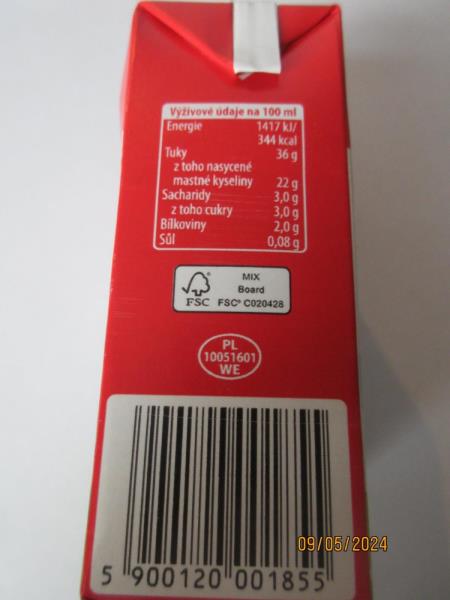 Výživové údaje na 100 ml
Energie 1417 kJ/
344 kcal
Tuky 36 g
z toho nasycené
mastné kyseliny 22 g
Sacharidy 3,0 g
z toho cukry 3,0 g
Bílkoviny 2,0 g
Sůl 0,08 g
FSC
MIX
Board
FSC® C020428
PL
10051601
WE
5 900120 001855
09/05/2024